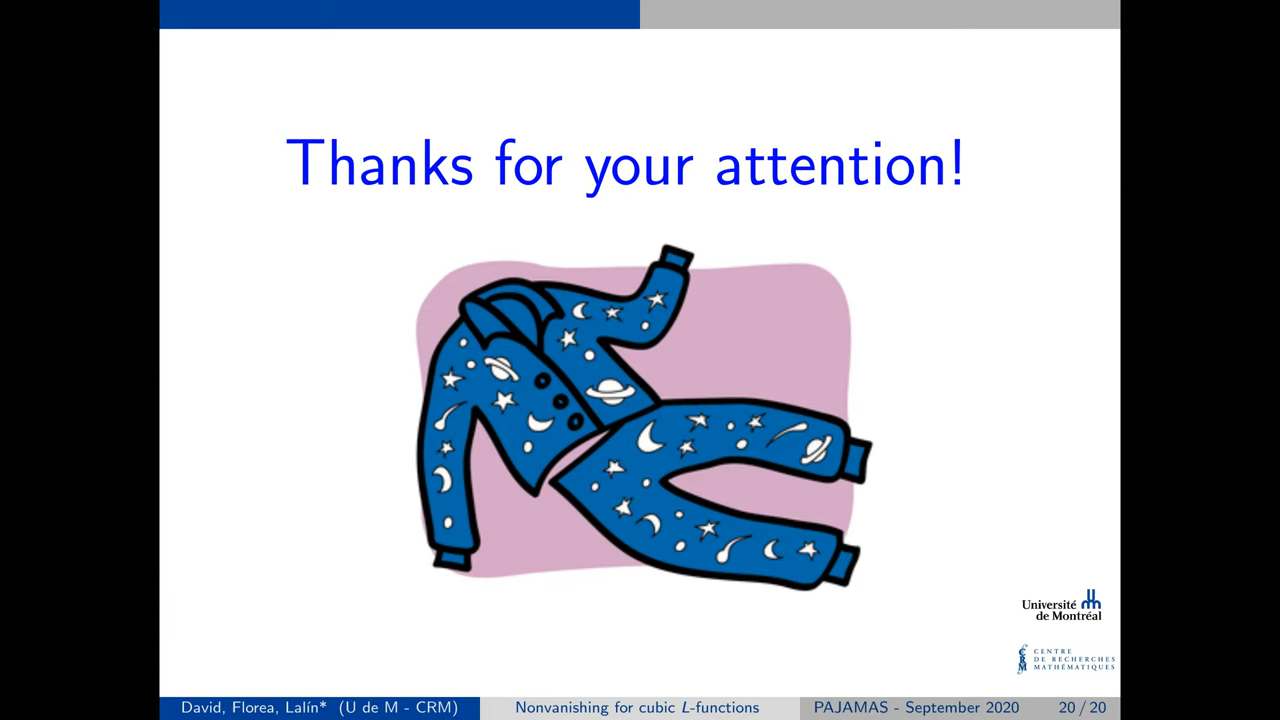 Thanks for your attention!
Université
de Montréal
CRM
CENTRE
DE RECHERCHES
MATHÉMATIQUES
David, Florea, Lalín* (U de M - CRM) Nonvanishing for cubic L-functions PAJAMAS - September 2020 20 / 20